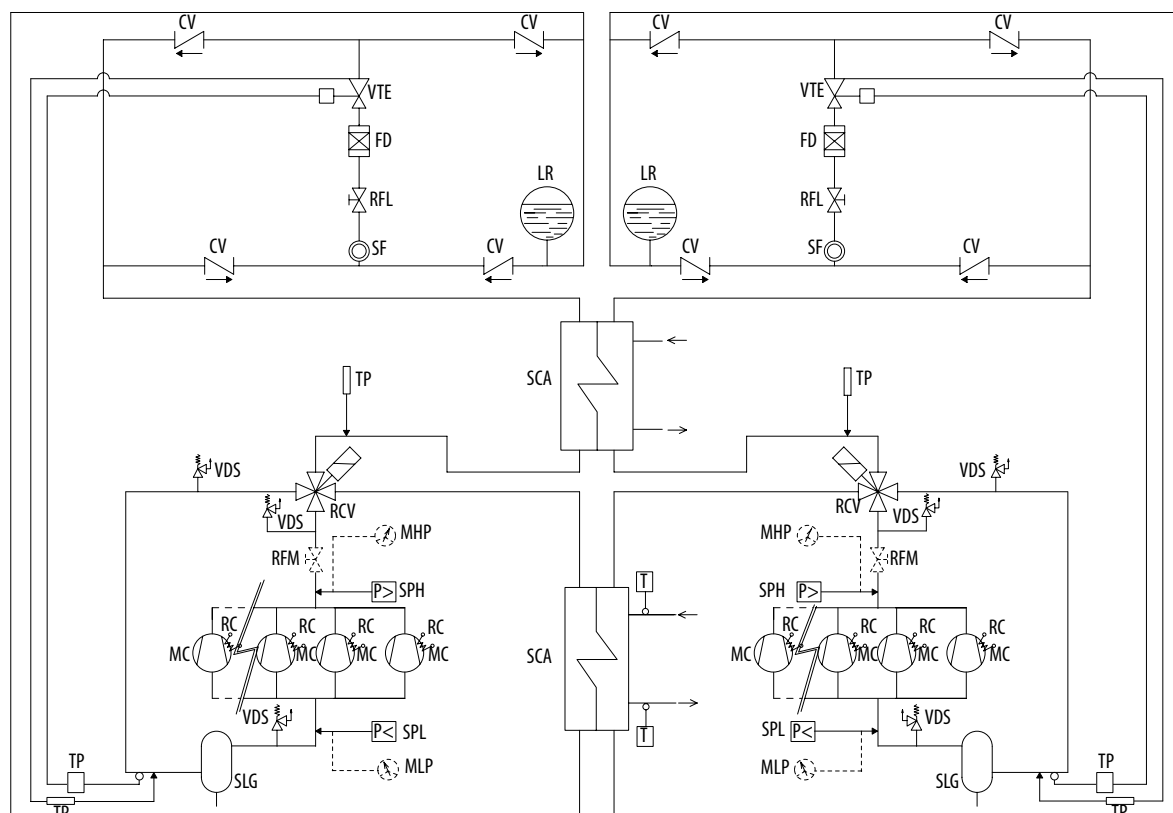 CV CV CV CV
VTE VTE
FD FD
LR LR
RFL RFL
CV SF CV CV SF CV
SCA
TP TP
VDS RCV RCV VDS
VDS VDS
RFM MHP MHP RFM
P> SPH SPH P>
T
RC RC RC RC RC RC RC RC
MC MC MC MC SCA MC MC MC MC
VDS P< SPL SPL P< VDS
T
TP SLG MLP MLP SLG TP
TP TP